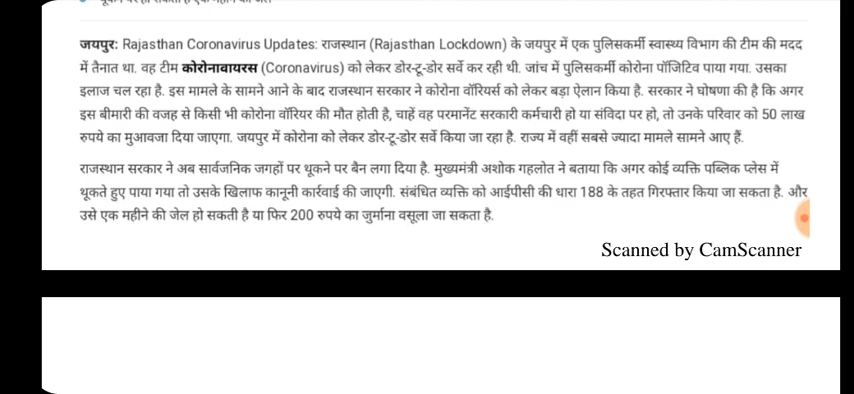 जयपुर: Rajasthan Coronavirus Updates: राजस्थान (Rajasthan Lockdown) के जयपुर में एक पुलिसकर्मी स्वास्थ्य विभाग की टीम की मदद
में तैनात था. वह टीम कोरोनावायरस (Coronavirus) को लेकर डोर-टू-डोर सर्वे कर रही थी. जांच में पुलिसकर्मी कोरोना पॉजिटिव पाया गया. उसका
इलाज चल रहा है. इस मामले के सामने आने के बाद राजस्थान सरकार ने कोरोना वॉरियर्स को लेकर बड़ा ऐलान किया है. सरकार ने घोषणा की है कि अगर
इस बीमारी की वजह से किसी भी कोरोना वॉरियर की मौत होती है, चाहें वह परमानेंट सरकारी कर्मचारी हो या संविदा पर हो, तो उनके परिवार को 50 लाख
रुपये का मुआवजा दिया जाएगा. जयपुर में कोरोना को लेकर डोर-टू-डोर सर्वे किया जा रहा है. राज्य में वहीं सबसे ज्यादा मामले सामने आए हैं.
राजस्थान सरकार ने अब सार्वजनिक जगहों पर थूकने पर बैन लगा दिया है. मुख्यमंत्री अशोक गहलोत ने बताया कि अगर कोई व्यक्ति पब्लिक प्लेस में
थूकते हुए पाया गया तो उसके खिलाफ कानूनी कार्रवाई की जाएगी. संबंधित व्यक्ति को आईपीसी की धारा 188 के तहत गिरफ्तार किया जा सकता है. और
उसे एक महीने की जेल हो सकती है या फिर 200 रुपये का जुर्माना वसूला जा सकता है.
Scanned by CamScanner